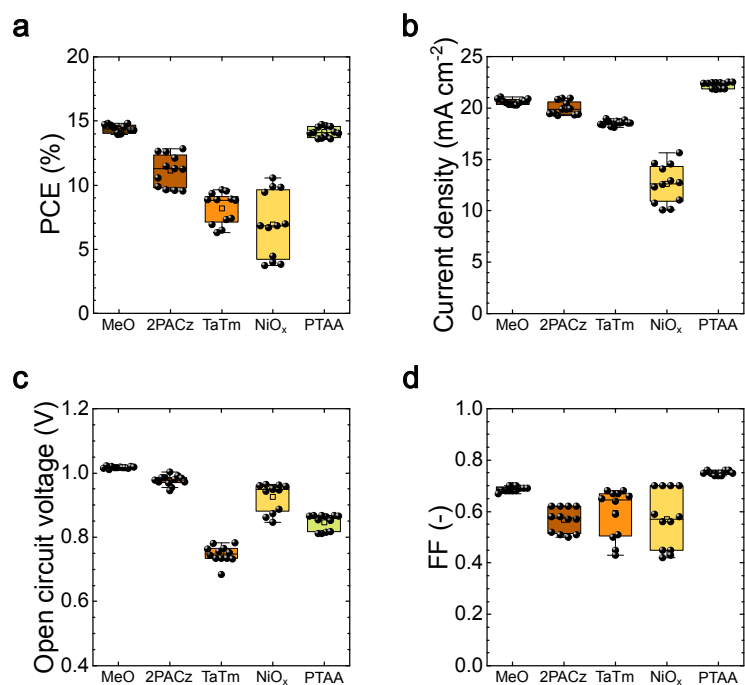 a
PCE (%)
20
15
10
5
0
MeO 2PACz TaTm NiOₓ PTAA
b
Current density (mA cm⁻²)
25
20
15
10
5
0
MeO 2PACz TaTm NiOₓ PTAA
c
Open circuit voltage (V)
1.2
1.0
0.8
0.6
0.4
MeO 2PACz TaTm NiOₓ PTAA
d
FF (-)
1.0
0.8
0.6
0.4
0.2
0.0
MeO 2PACz TaTm NiOₓ PTAA